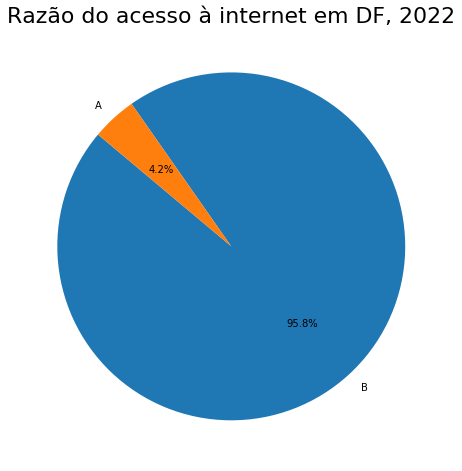 Razão do acesso à internet em DF, 2022
A
4.2%
95.8%
B